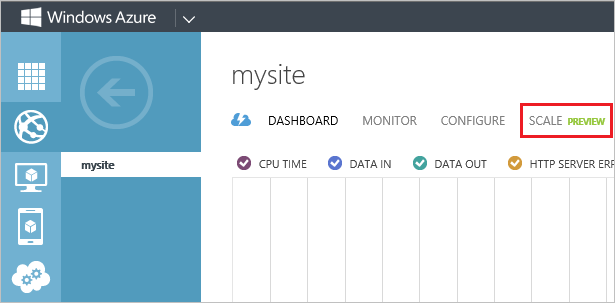 Windows Azure
mysite
DASHBOARD MONITOR CONFIGURE SCALE PREVIEW
mysite
CPU TIME DATA IN DATA OUT HTTP SERVER ERR